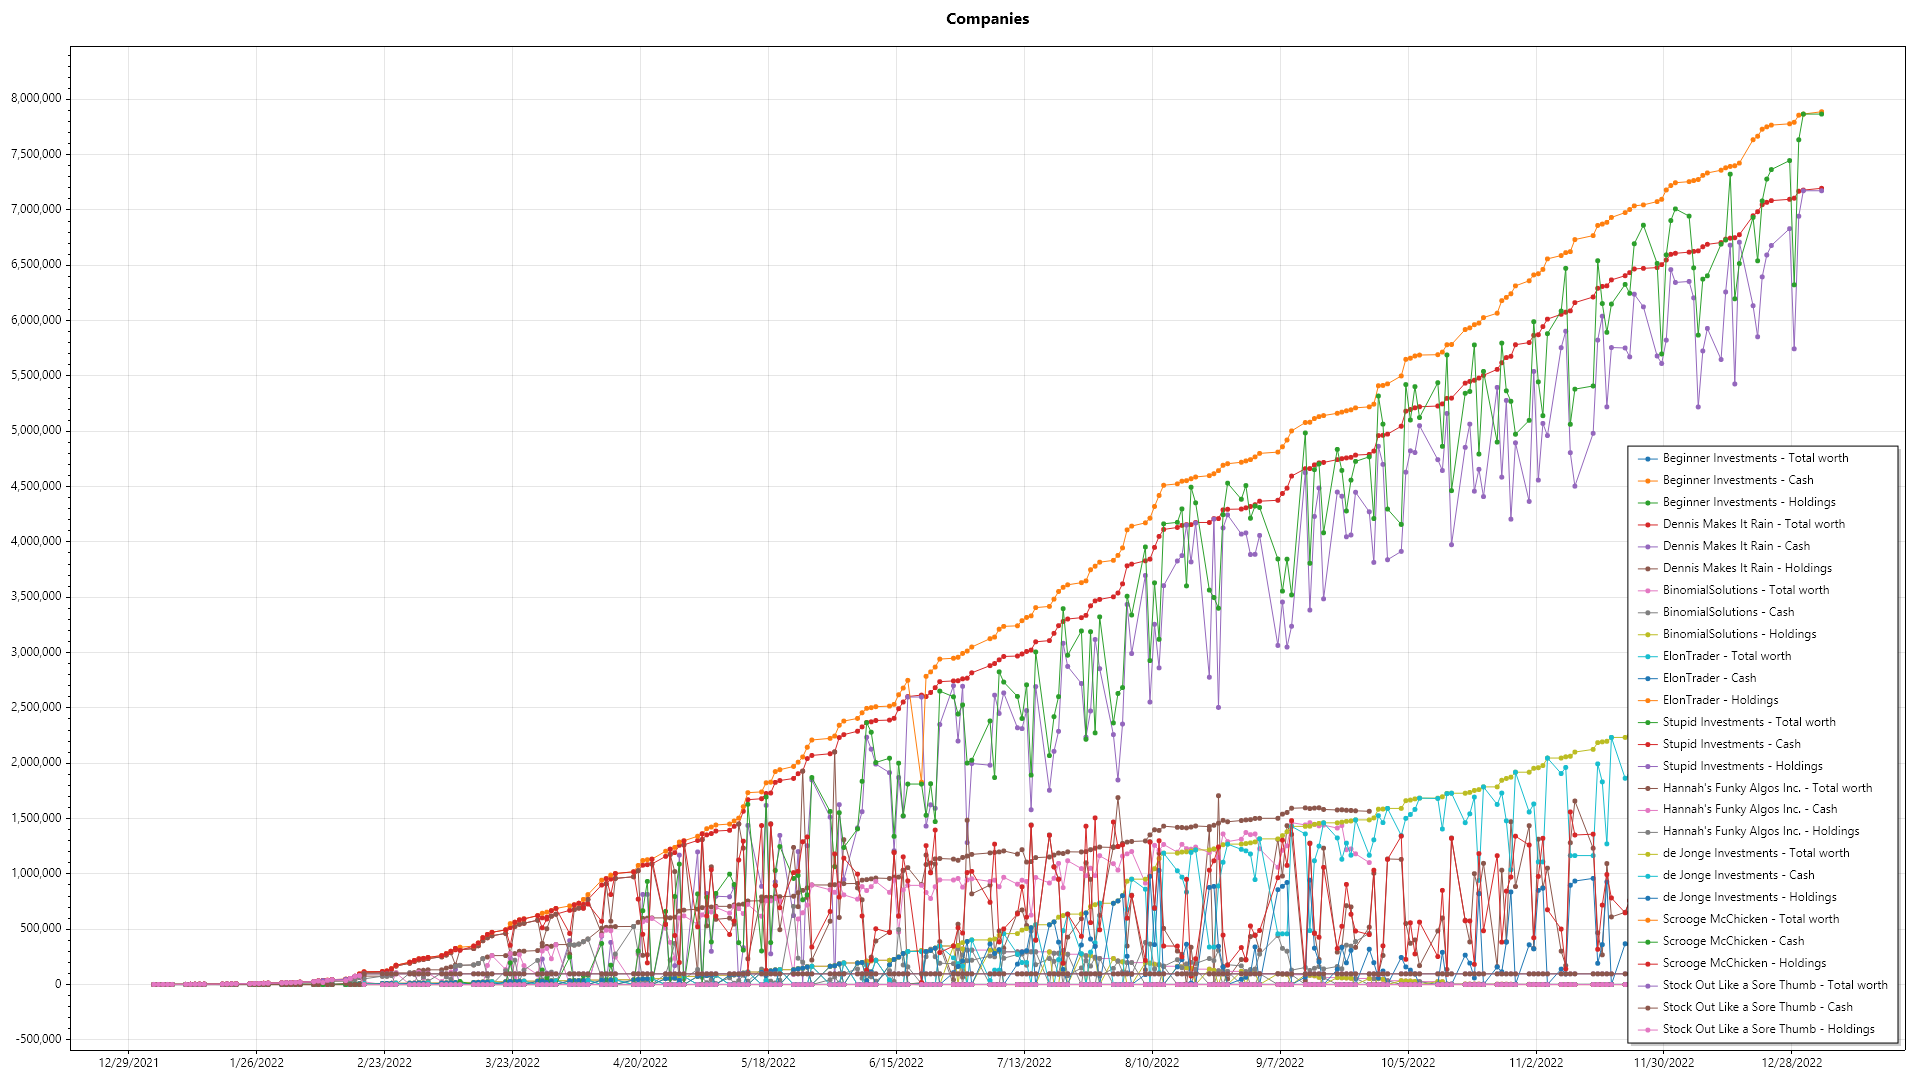 Companies
8,000,000
7,500,000
7,000,000
6,500,000
6,000,000
5,500,000
5,000,000
4,500,000
4,000,000
3,500,000
3,000,000
2,500,000
2,000,000
1,500,000
1,000,000
500,000
0
-500,000
Beginner Investments - Total worth
Beginner Investments - Cash
Beginner Investments - Holdings
Dennis Makes It Rain - Total worth
Dennis Makes It Rain - Cash
Dennis Makes It Rain - Holdings
BinomialSolutions - Total worth
BinomialSolutions - Cash
BinomialSolutions - Holdings
ElonTrader - Total worth
ElonTrader - Cash
ElonTrader - Holdings
Stupid Investments - Total worth
Stupid Investments - Cash
Stupid Investments - Holdings
Hannah's Funky Algos Inc. - Total worth
Hannah's Funky Algos Inc. - Cash
Hannah's Funky Algos Inc. - Holdings
de Jonge Investments - Total worth
de Jonge Investments - Cash
de Jonge Investments - Holdings
Scrooge McChicken - Total worth
Scrooge McChicken - Cash
Scrooge McChicken - Holdings
Stock Out Like a Sore Thumb - Total worth
Stock Out Like a Sore Thumb - Cash
Stock Out Like a Sore Thumb - Holdings
12/29/2021 1/26/2022 2/23/2022 3/23/2022 4/20/2022 5/18/2022 6/15/2022 7/13/2022 8/10/2022 9/7/2022 10/5/2022 11/2/2022 11/30/2022 12/28/2022